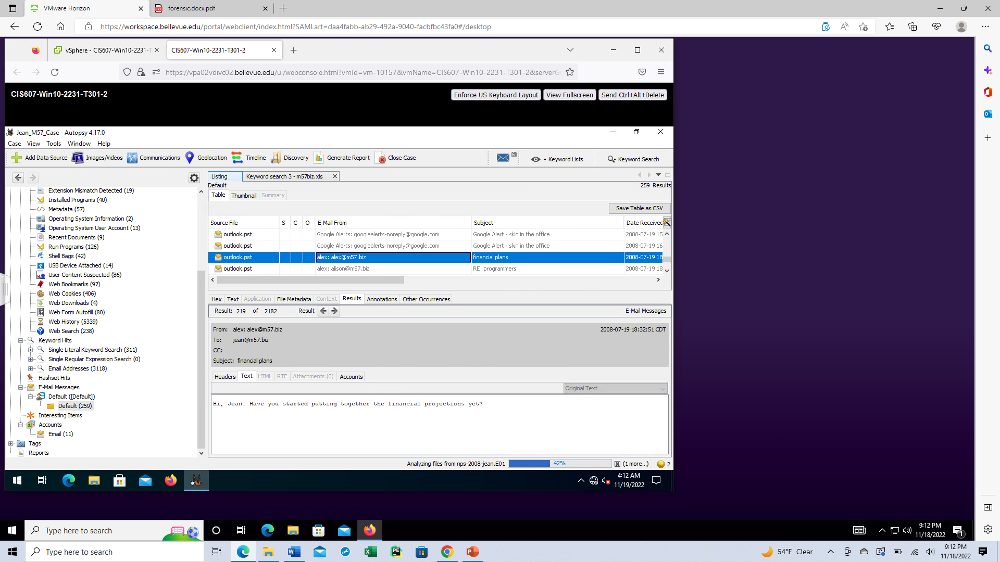 VMware Horizon
forensic.docx.pdf
https://workspace.bellevue.edu/portal/webclient/index.html?SAMLart=daa4fabb-ab29-492a-9040-facbfbc43fa0#/desktop
vSphere - CIS607-Win10-2231-T
CIS607-Win10-2231-T301-2
https://vpa02vdivc02.bellevue.edu/ui/webconsole.html?vmId=vm-10157&vmName=CIS607-Win10-2231-T301-2&serverG
CIS607-Win10-2231-T301-2
Enforce US Keyboard Layout
View Fullscreen
Send Ctrl+Alt+Delete
Jean_M57_Case - Autopsy 4.17.0
Case View Tools Window Help
Add Data Source Images/Videos Communications Geolocation Timeline Discovery Generate Report Close Case
6
Keyword Lists
Keyword Search
Extension Mismatch Detected (19)
Installed Programs (40)
Metadata (57)
Operating System Information (2)
Operating System User Account (13)
Recent Documents (9)
Run Programs (126)
Shell Bags (42)
USB Device Attached (14)
User Content Suspected (86)
Web Bookmarks (97)
Web Cookies (406)
Web Downloads (4)
Web Form Autofill (80)
Web History (5339)
Web Search (238)
Keyword Hits
Single Literal Keyword Search (311)
Single Regular Expression Search (0)
Email Addresses (3118)
Hashset Hits
E-Mail Messages
Default ([Default])
Default (259)
Interesting Items
Accounts
Email (11)
Tags
Reports
Listing
Keyword search 3 - m57biz.xls
Default
259 Results
Table Thumbnail Summary
Save Table as CSV
Source File S C O E-Mail From Subject Date Received
outlook.pst Google Alerts: googlealerts-noreply@google.com Google Alert - skin in the office 2008-07-19 15
outlook.pst Google Alerts: googlealerts-noreply@google.com Google Alert - skin in the office 2008-07-19 16
outlook.pst alex: alex@m57.biz financial plans 2008-07-19 18
outlook.pst alex: alison@m57.biz RE: programmers 2008-07-19 18
Hex Text Application File Metadata Context Results Annotations Other Occurrences
Result: 219 of 2182 Result E-Mail Messages
From: alex: alex@m57.biz 2008-07-19 18:32:51 CDT
To: jean@m57.biz
CC:
Subject: financial plans
Headers Text HTML RTF Attachments (0) Accounts
Original Text
Hi, Jean. Have you started putting together the financial projections yet?
Analyzing files from nps-2008-jean.E01 42% (1 more...) 2
4:12 AM
11/19/2022
Type here to search
9:12 PM
11/18/2022
1
Type here to search
54°F Clear
9:12 PM
11/18/2022